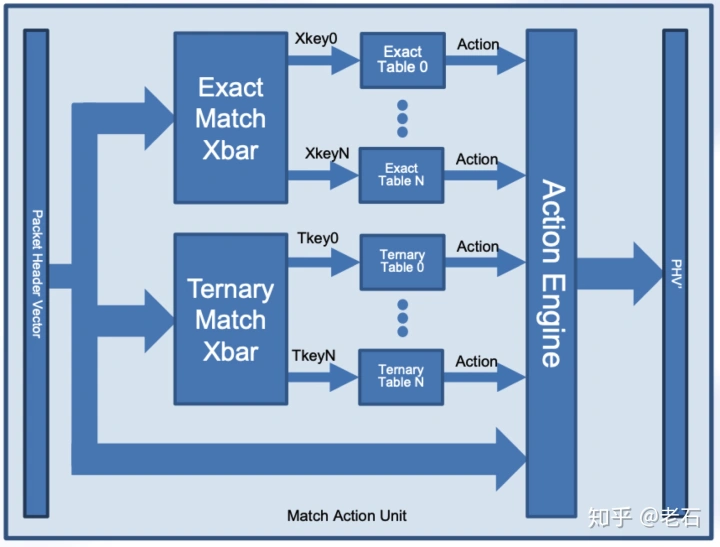 Packet Header Vector
Exact
Match
Xbar
Xkey0
Exact
Table 0
Action
XkeyN
Exact
Table N
Action
Ternary
Match
Xbar
Tkey0
Ternary
Table 0
Action
TkeyN
Ternary
Table N
Action
Action Engine
PHV'
Match Action Unit
知乎 @老石